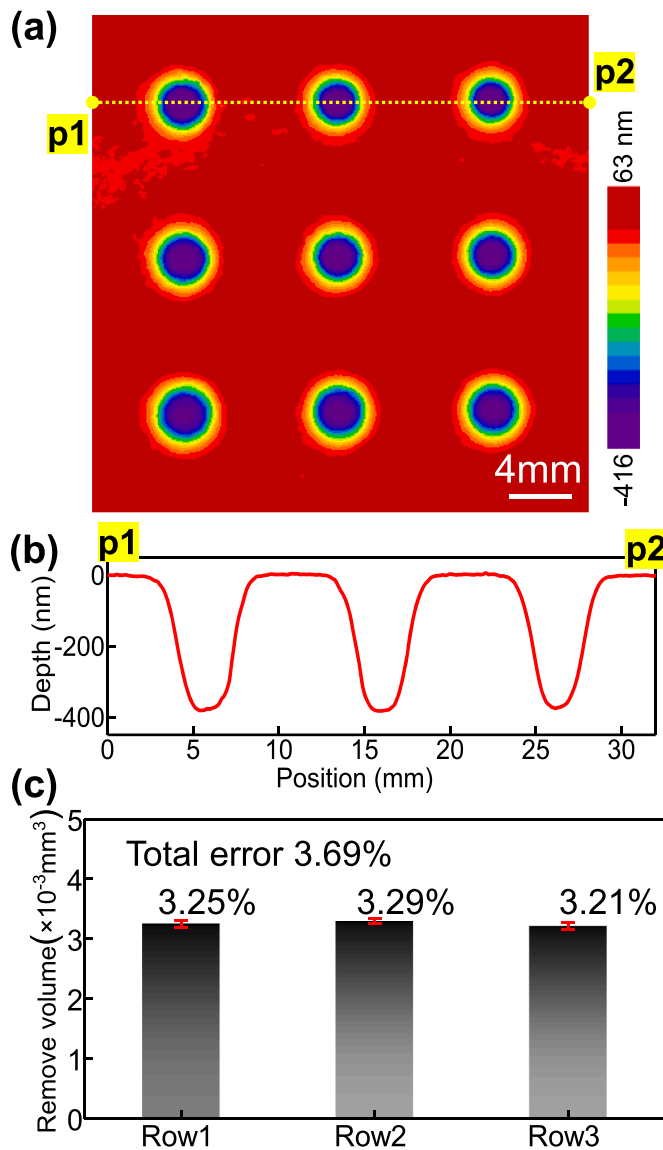 (a)
p1
p2
63 nm
-416
4mm
(b)
p1
p2
0
-200
-400
Depth (nm)
0 5 10 15 20 25 30
Position (mm)
(c)
Remove volume(×10-3mm3)
5
4
3
2
1
0
Total error 3.69%
3.25% 3.29% 3.21%
Row1 Row2 Row3